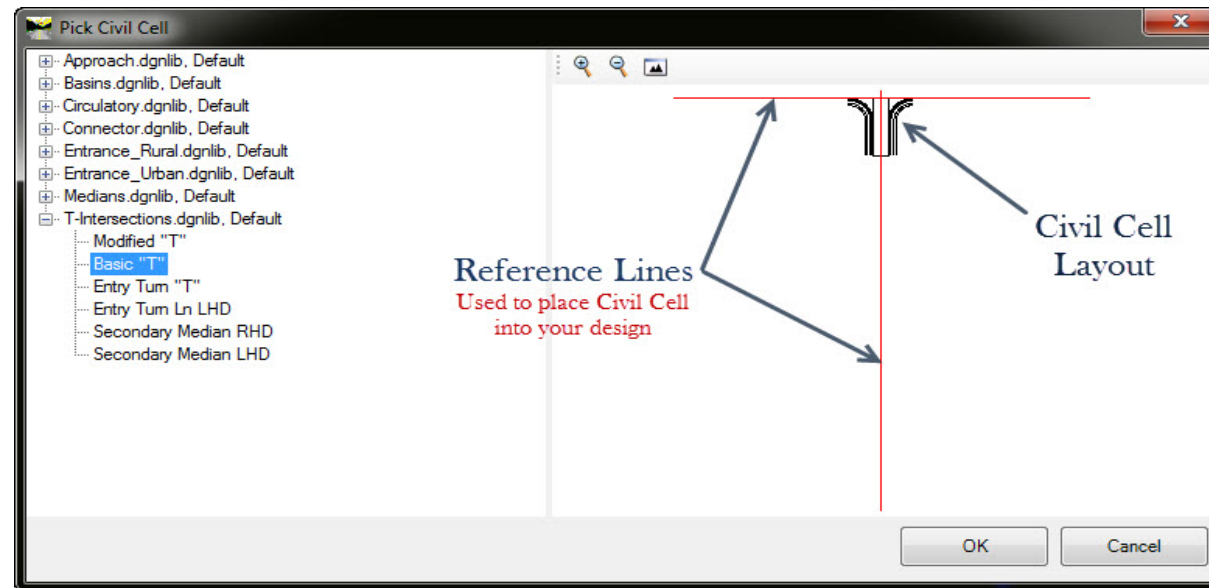 Pick Civil Cell
Approach.dgnlib, Default
Basins.dgnlib, Default
Circulatory.dgnlib, Default
Connector.dgnlib, Default
Entrance_Rural.dgnlib, Default
Entrance_Urban.dgnlib, Default
Medians.dgnlib, Default
T-Intersections.dgnlib, Default
Modified "T"
Basic "T"
Entry Turn "T"
Entry Turn Ln LHD
Secondary Median RHD
Secondary Median LHD
Reference Lines
Used to place Civil Cell
into your design
Civil Cell
Layout
OK
Cancel